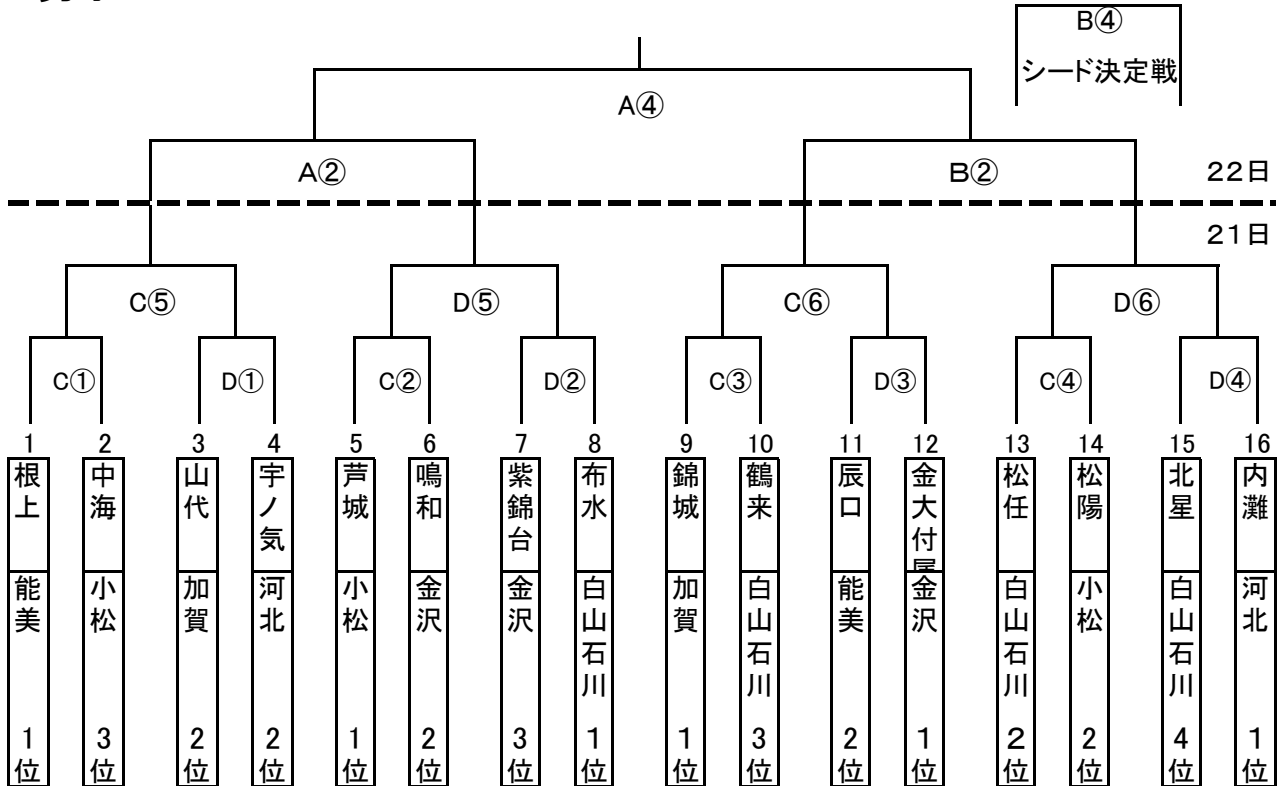 B④
シード決定戦
A④
A②
B②
22日
21日
C⑤
D⑤
C⑥
D⑥
C①
D①
C②
D②
C③
D③
C④
D④
1
2
3
4
5
6
7
8
9
10
11
12
13
14
15
16
根上
中海
山代
宇ノ気
芦城
鳴和
紫錦台
布水
錦城
鶴来
辰口
金大付属
松任
松陽
北星
内灘
能美 1位
小松 3位
加賀 2位
河北 2位
小松 1位
金沢 2位
金沢 3位
白山石川 1位
加賀 1位
白山石川 3位
能美 2位
金沢 1位
白山石川 2位
小松 2位
白山石川 4位
河北 1位